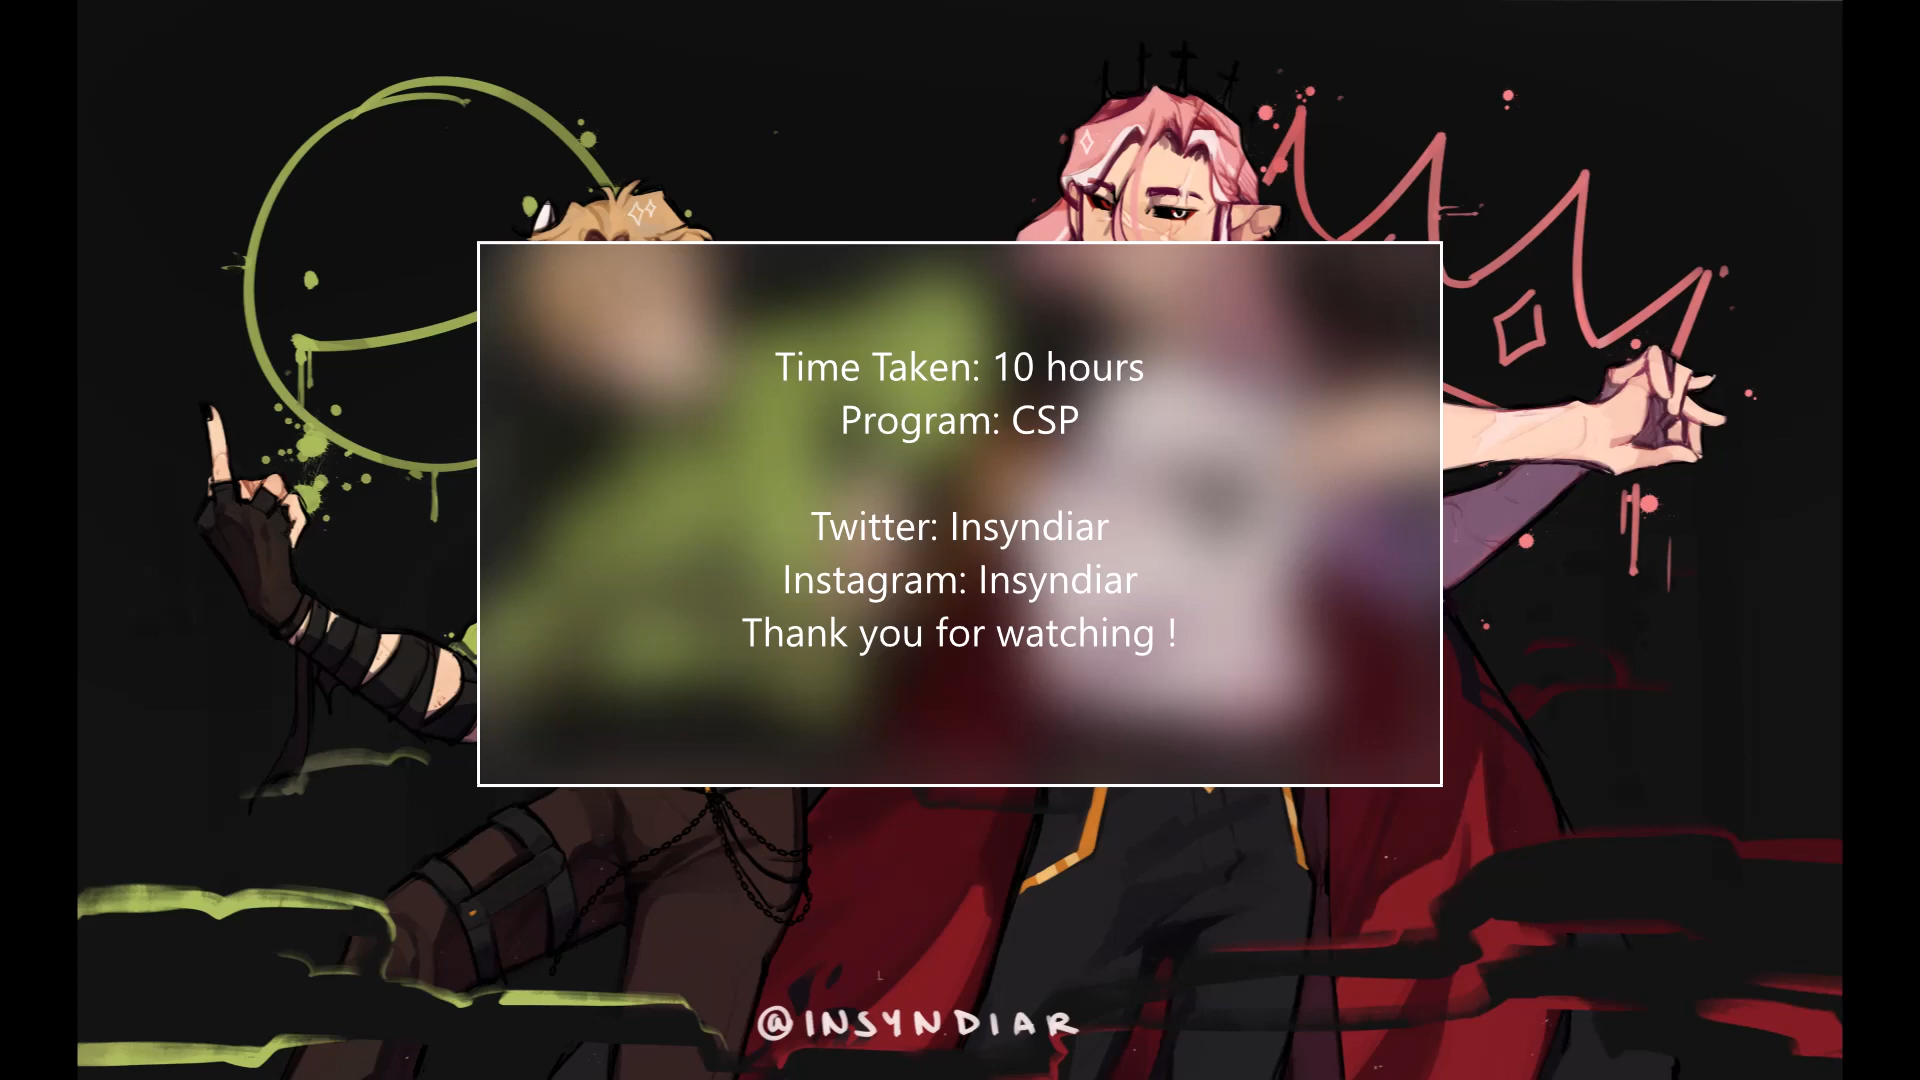 Time Taken: 10 hours
Program: CSP
Twitter: Insyndiar
Instagram: Insyndiar
Thank you for watching !
@INSYNDIAR